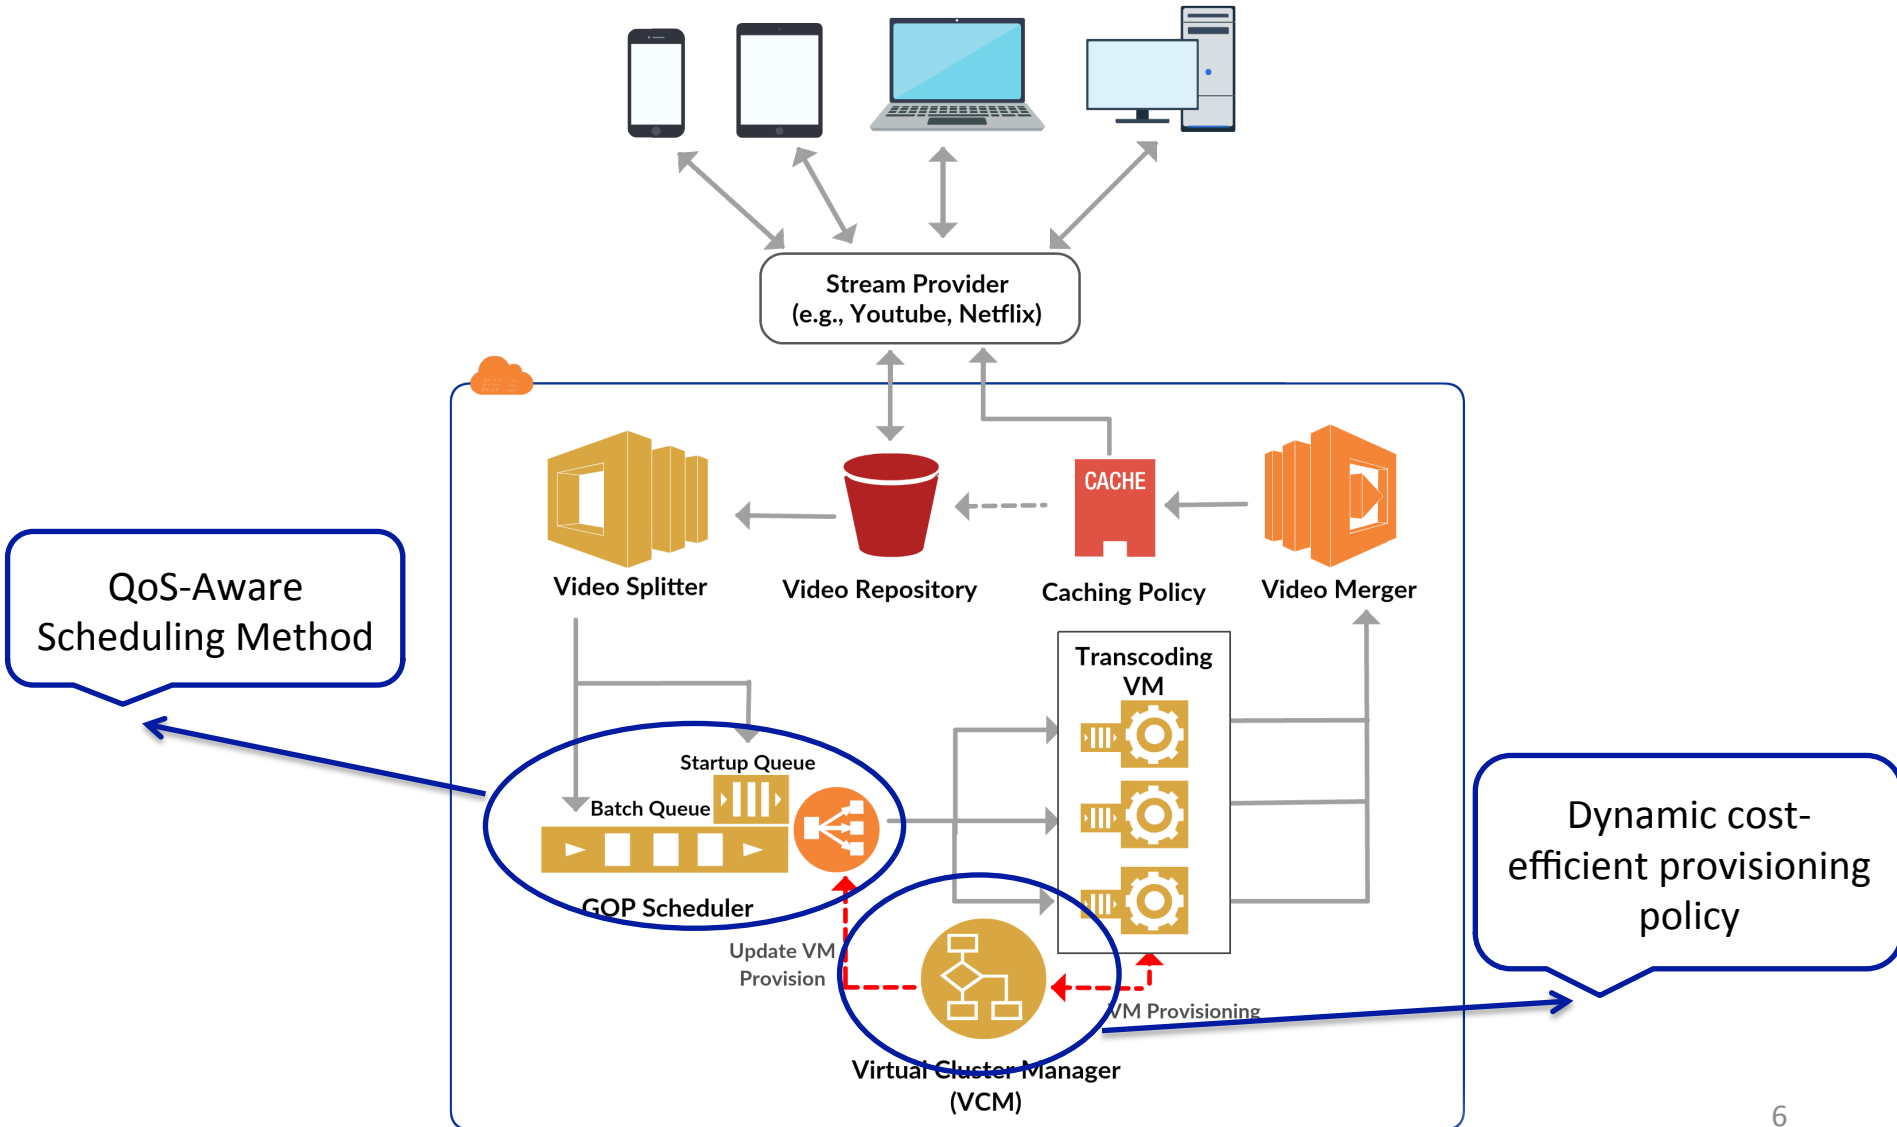 Stream Provider
(e.g., Youtube, Netflix)
CACHE
Video Splitter
Video Repository
Caching Policy
Video Merger
QoS-Aware
Scheduling Method
Transcoding
VM
Startup Queue
Batch Queue
GOP Scheduler
Update VM
Provision
VM Provisioning
Virtual Cluster Manager
(VCM)
Dynamic cost-
efficient provisioning
policy
6